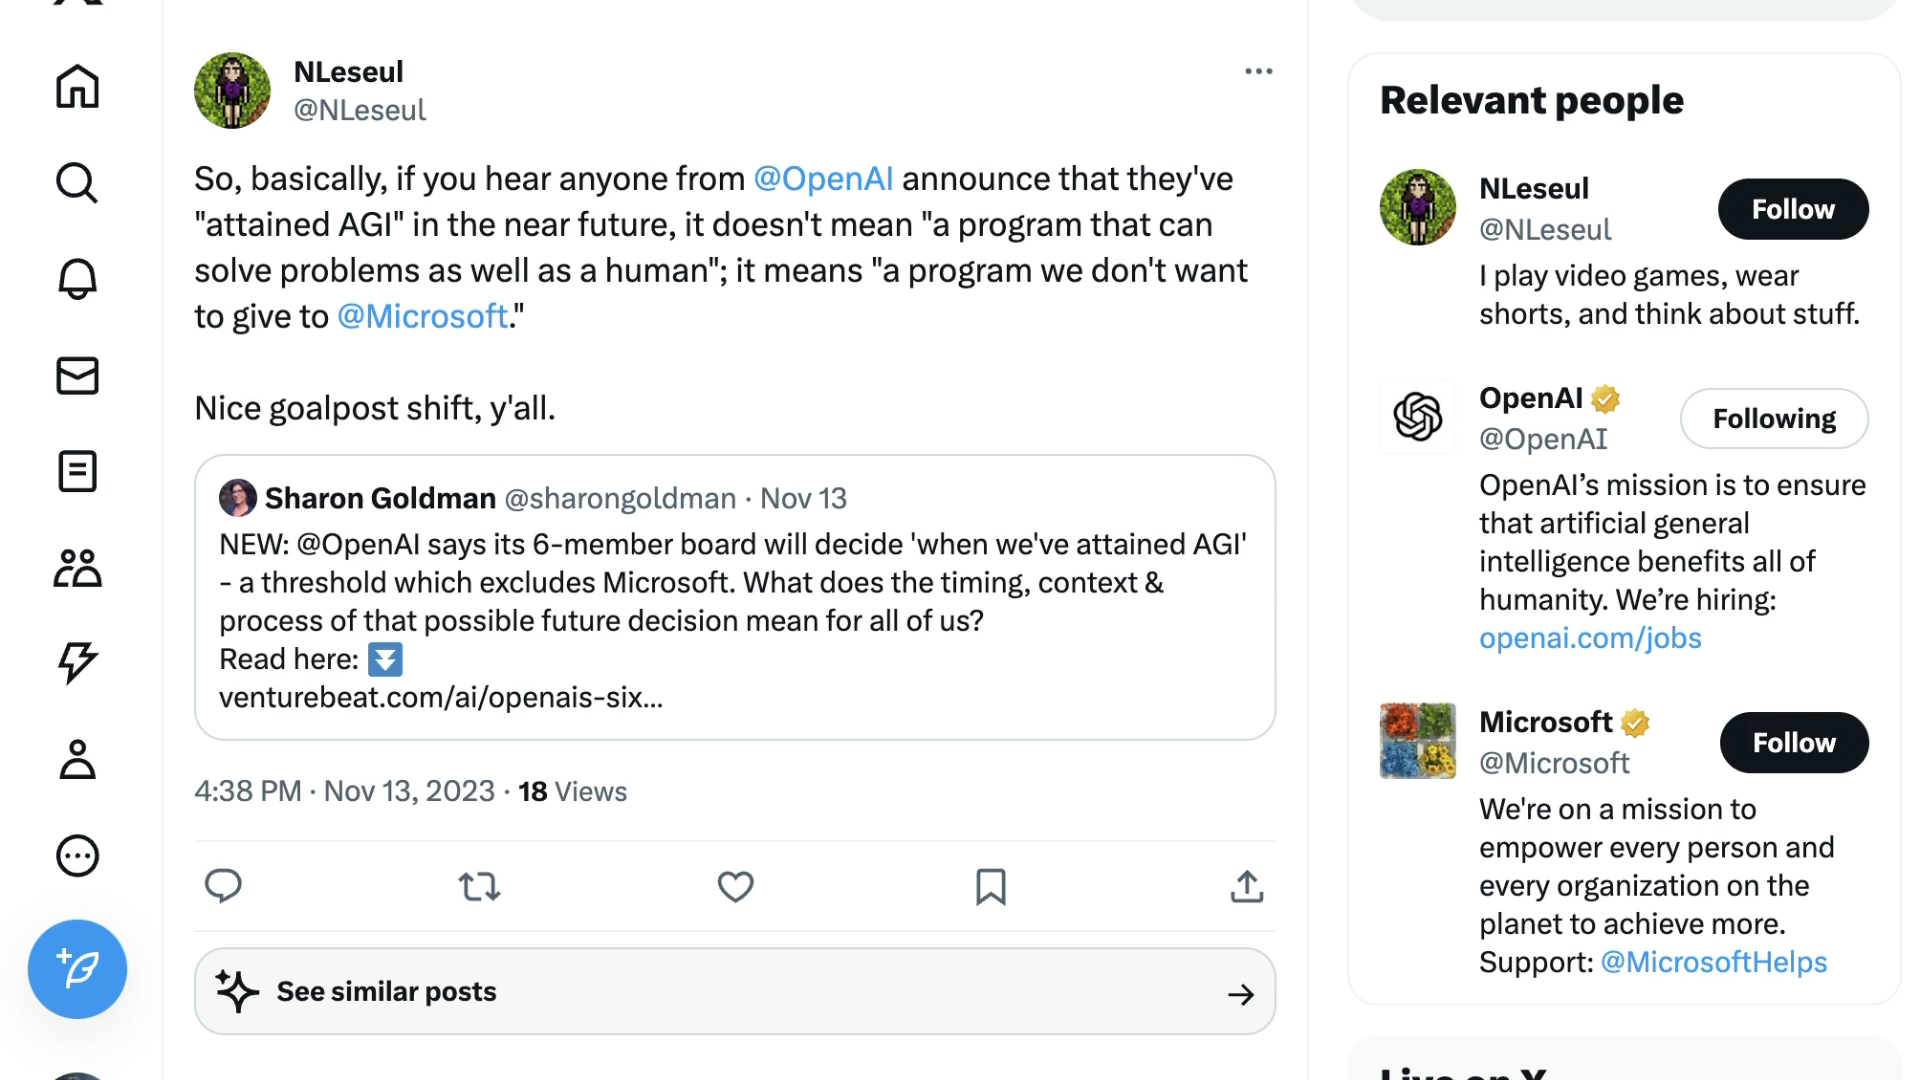 NLeseul
@NLeseul
So, basically, if you hear anyone from @OpenAI announce that they've
"attained AGI" in the near future, it doesn't mean "a program that can
solve problems as well as a human"; it means "a program we don't want
to give to @Microsoft."
Nice goalpost shift, y'all.
Sharon Goldman @sharongoldman · Nov 13
NEW: @OpenAI says its 6-member board will decide 'when we've attained AGI'
- a threshold which excludes Microsoft. What does the timing, context &
process of that possible future decision mean for all of us?
Read here: ⏬
venturebeat.com/ai/openais-six...
4:38 PM · Nov 13, 2023 · 18 Views
See similar posts
Relevant people
NLeseul
@NLeseul
Follow
I play video games, wear
shorts, and think about stuff.
OpenAI
@OpenAI
Following
OpenAI’s mission is to ensure
that artificial general
intelligence benefits all of
humanity. We’re hiring:
openai.com/jobs
Microsoft
@Microsoft
Follow
We're on a mission to
empower every person and
every organization on the
planet to achieve more.
Support: @MicrosoftHelps
Live on X